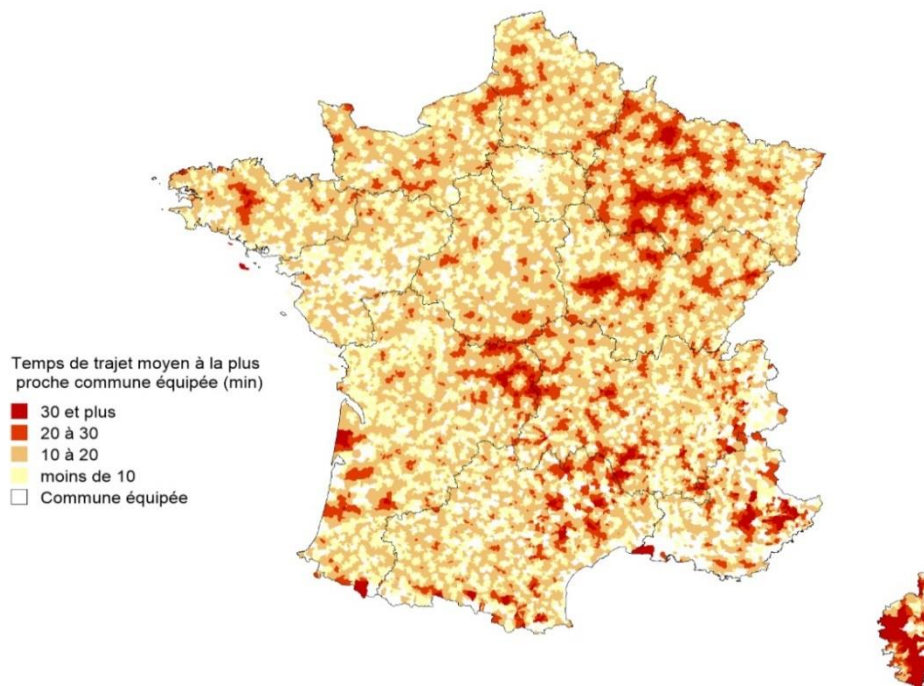 Temps de trajet moyen à la plus
proche commune équipée (min)
30 et plus
20 à 30
10 à 20
moins de 10
Commune équipée